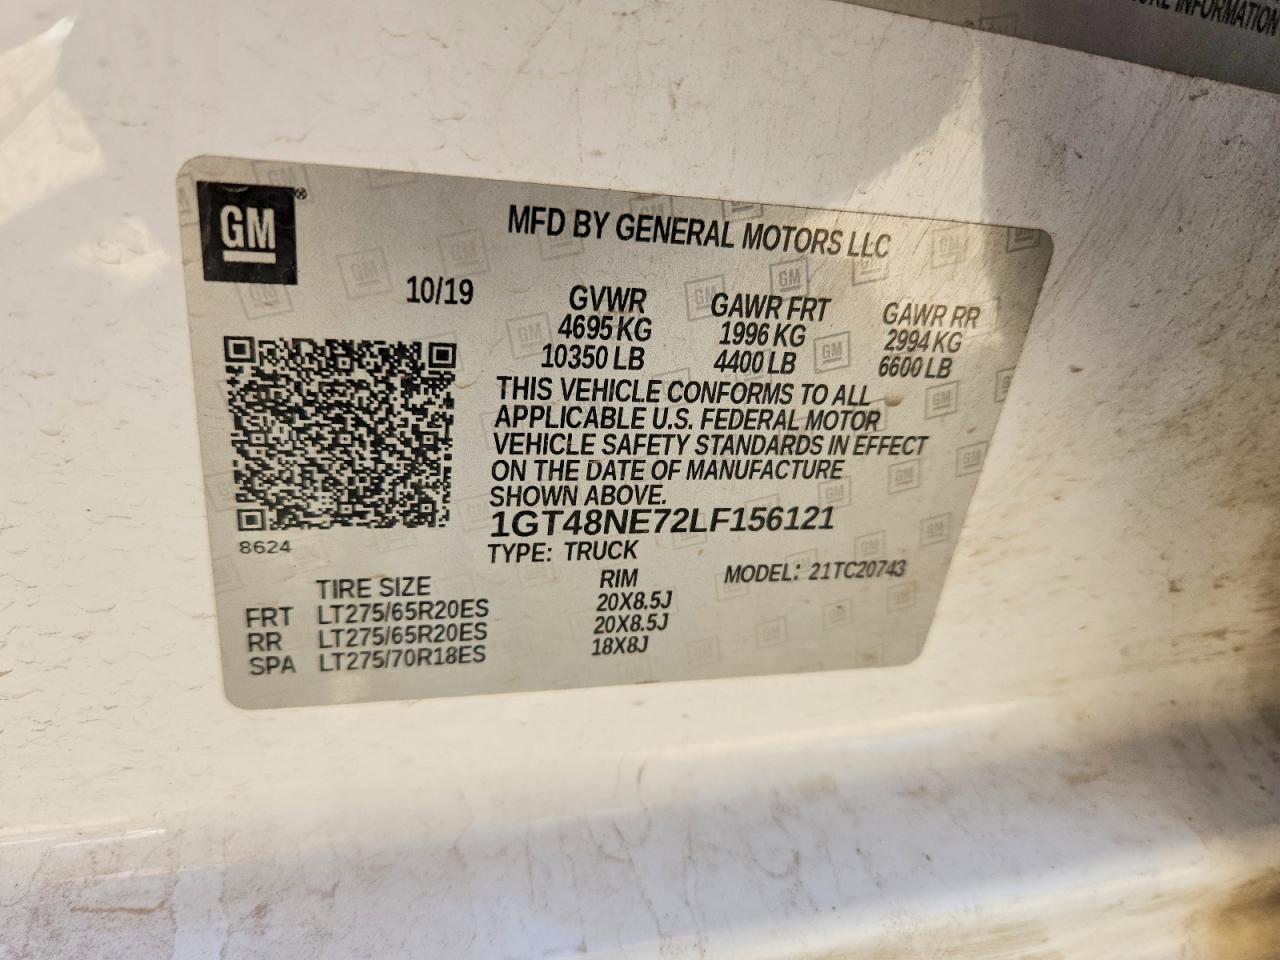 URE INFORMATION
GM®
MFD BY GENERAL MOTORS LLC
10/19
GVWR GAWR FRT GAWR RR
4695 KG 1996 KG 2994 KG
10350 LB 4400 LB 6600 LB
THIS VEHICLE CONFORMS TO ALL
APPLICABLE U.S. FEDERAL MOTOR
VEHICLE SAFETY STANDARDS IN EFFECT
ON THE DATE OF MANUFACTURE
SHOWN ABOVE.
1GT48NE72LF156121
8624
TYPE: TRUCK MODEL: 21TC20743
TIRE SIZE RIM
FRT LT275/65R20ES 20X8.5J
RR LT275/65R20ES 20X8.5J
SPA LT275/70R18ES 18X8J